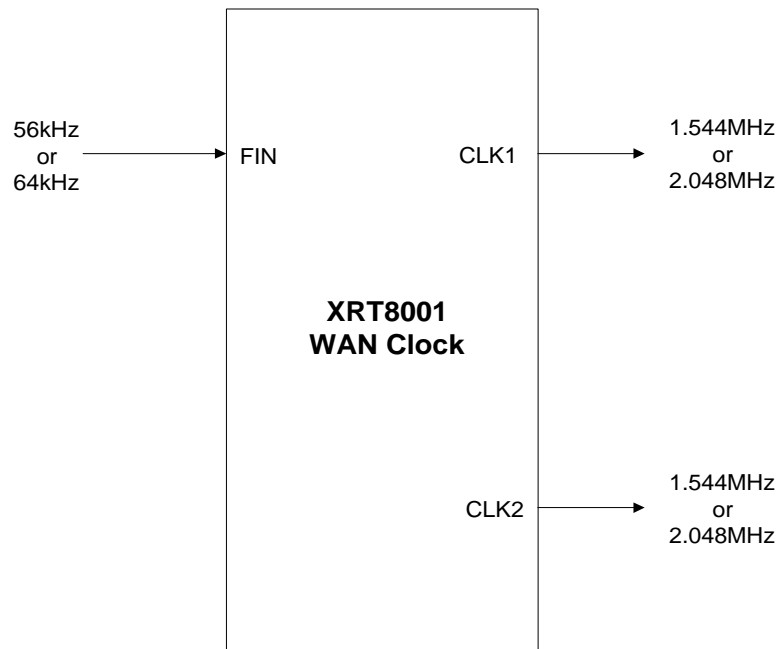 56kHz
or
64kHz
FIN
CLK1
1.544MHz
or
2.048MHz
XRT8001
WAN Clock
CLK2
1.544MHz
or
2.048MHz